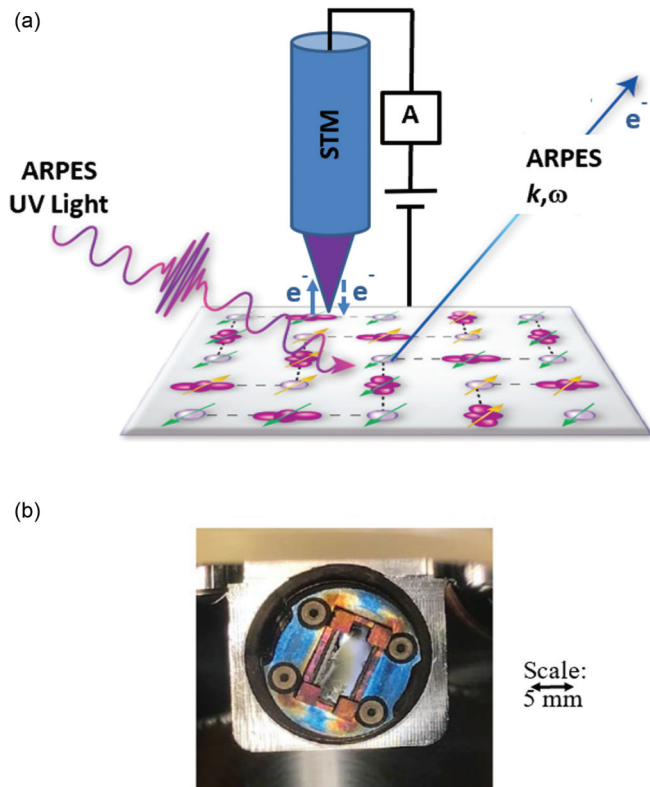 (a)
STM
A
ARPES
UV Light
e⁻
ARPES
k,ω
e⁻
e⁻
(b)
Scale:
5 mm